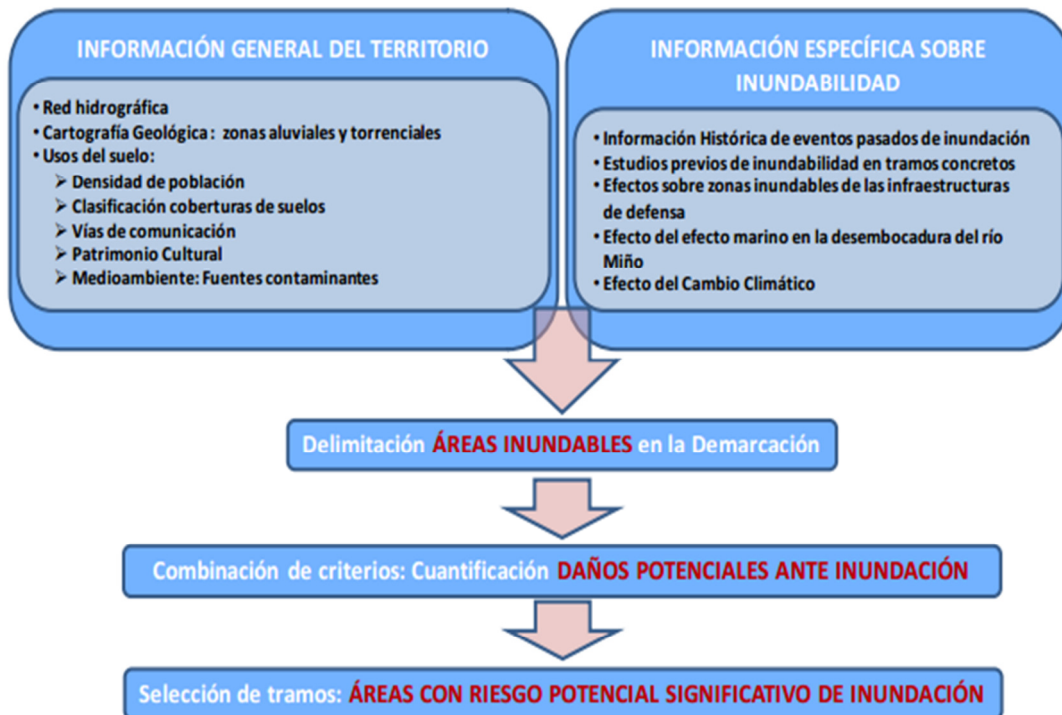 INFORMACIÓN GENERAL DEL TERRITORIO
• Red hidrográfica
• Cartografía Geológica : zonas aluviales y torrenciales
• Usos del suelo:
➢ Densidad de población
➢ Clasificación coberturas de suelos
➢ Vías de comunicación
➢ Patrimonio Cultural
➢ Medioambiente: Fuentes contaminantes
INFORMACIÓN ESPECÍFICA SOBRE
INUNDABILIDAD
• Información Histórica de eventos pasados de inundación
• Estudios previos de inundabilidad en tramos concretos
• Efectos sobre zonas inundables de las infraestructuras
de defensa
• Efecto del efecto marino en la desembocadura del río
Miño
• Efecto del Cambio Climático
Delimitación ÁREAS INUNDABLES en la Demarcación
Combinación de criterios: Cuantificación DAÑOS POTENCIALES ANTE INUNDACIÓN
Selección de tramos: ÁREAS CON RIESGO POTENCIAL SIGNIFICATIVO DE INUNDACIÓN